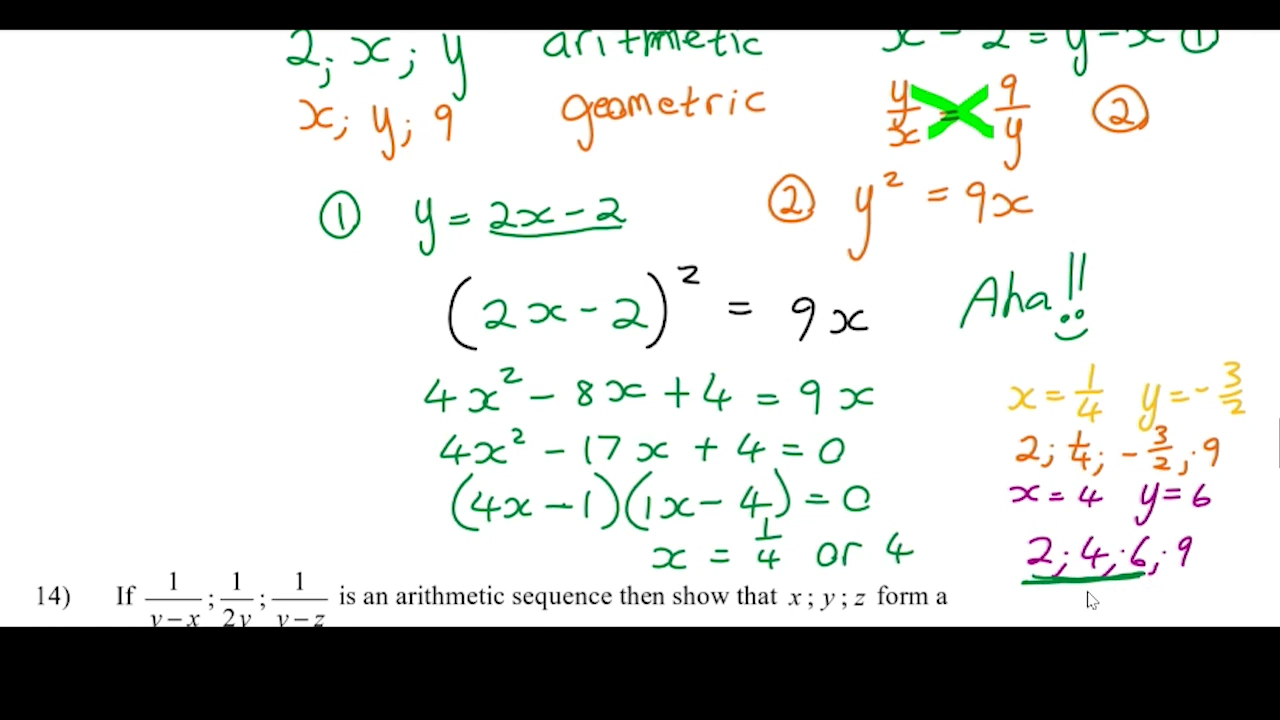 2; x; y arithmetic x - 2 = y - x ①
x; y; 9 geometric y/x = 9/y ②
① y = 2x - 2 ② y² = 9x
(2x - 2)² = 9x Aha!!
4x² - 8x + 4 = 9x x = 1/4 y = -3/2
4x² - 17x + 4 = 0 2; 1/4; -3/2; 9
(4x - 1)(1x - 4) = 0 x = 4 y = 6
x = 1/4 or 4 2; 4; 6; 9
14) If 1/(y - x) ; 1/2y ; 1/(y - z) is an arithmetic sequence then show that x ; y ; z form a